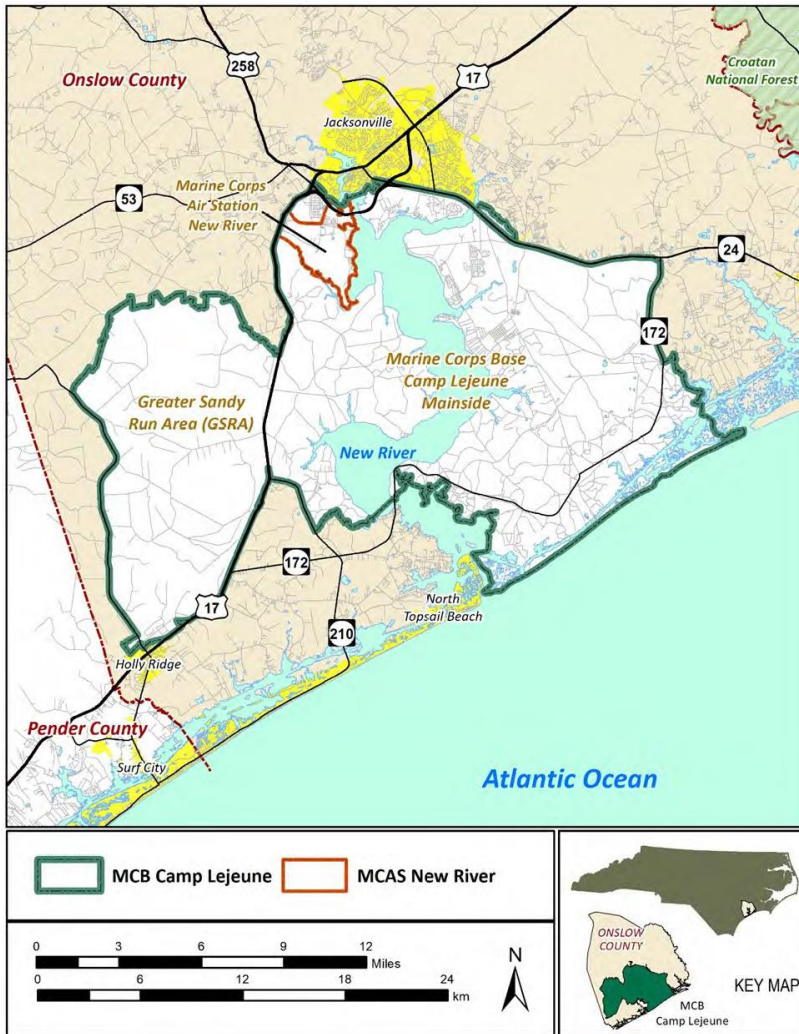 Onslow County
258
17
Croatan
National Forest
Jacksonville
Marine Corps
Air Station
New River
53
24
172
Marine Corps Base
Camp Lejeune
Mainside
Greater Sandy
Run Area (GSRA)
New River
172
17
North
Topsail Beach
210
Holly Ridge
Pender County
Surf City
Atlantic Ocean
MCB Camp Lejeune
MCAS New River
0 3 6 9 12
Miles
0 6 12 18 24
km
N
ONSLOW
COUNTY
KEY MAP
MCB
Camp Lejeune